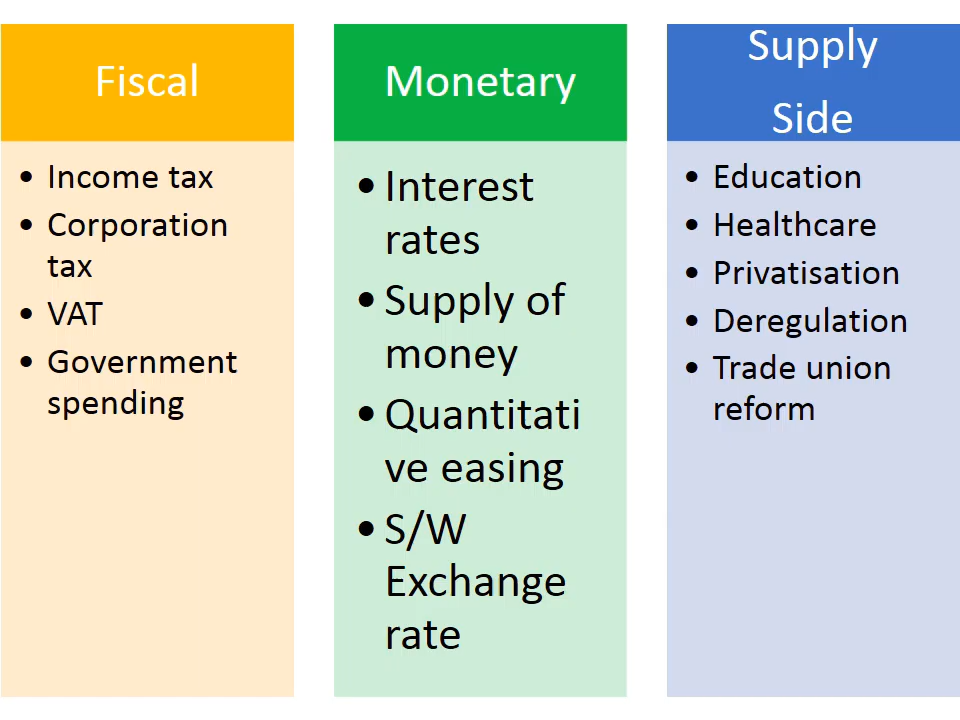 Fiscal
• Income tax
• Corporation
tax
• VAT
• Government
spending
Monetary
• Interest
rates
• Supply of
money
• Quantitati
ve easing
• S/W
Exchange
rate
Supply
Side
• Education
• Healthcare
• Privatisation
• Deregulation
• Trade union
reform